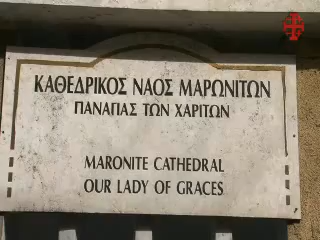 ΚΑΘΕΔΡΙΚΟΣ ΝΑΟΣ ΜΑΡΩΝΙΤΩΝ
ΠΑΝΑΓΙΑΣ ΤΩΝ ΧΑΡΙΤΩΝ
MARONITE CATHEDRAL
OUR LADY OF GRACES